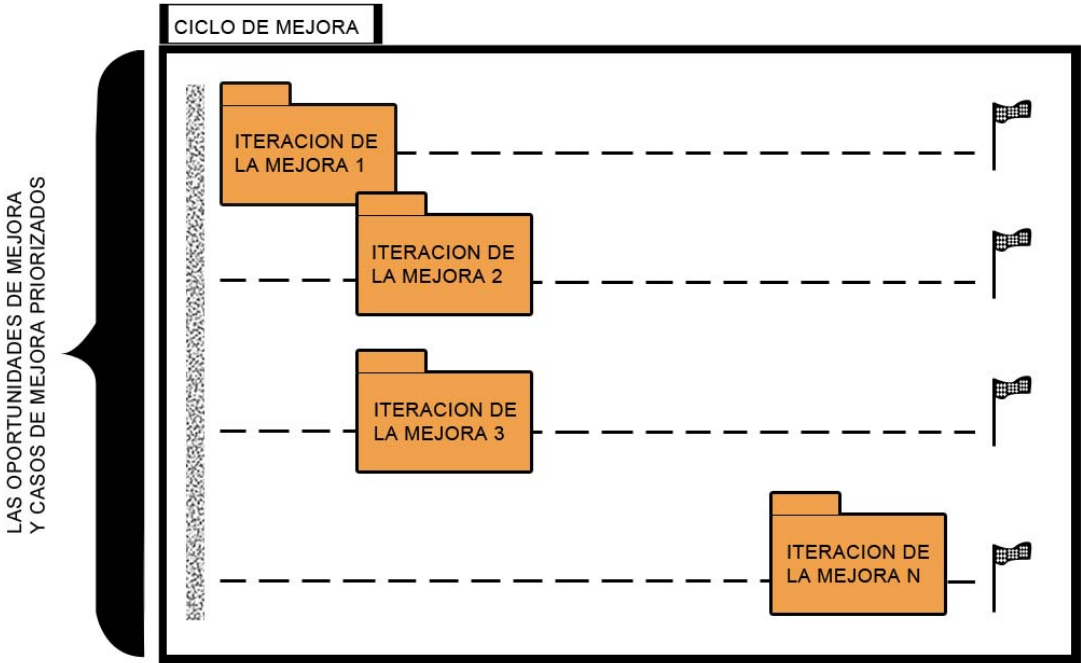 CICLO DE MEJORA
LAS OPORTUNIDADES DE MEJORA
Y CASOS DE MEJORA PRIORIZADOS
ITERACION DE
LA MEJORA 1
ITERACION DE
LA MEJORA 2
ITERACION DE
LA MEJORA 3
ITERACION DE
LA MEJORA N